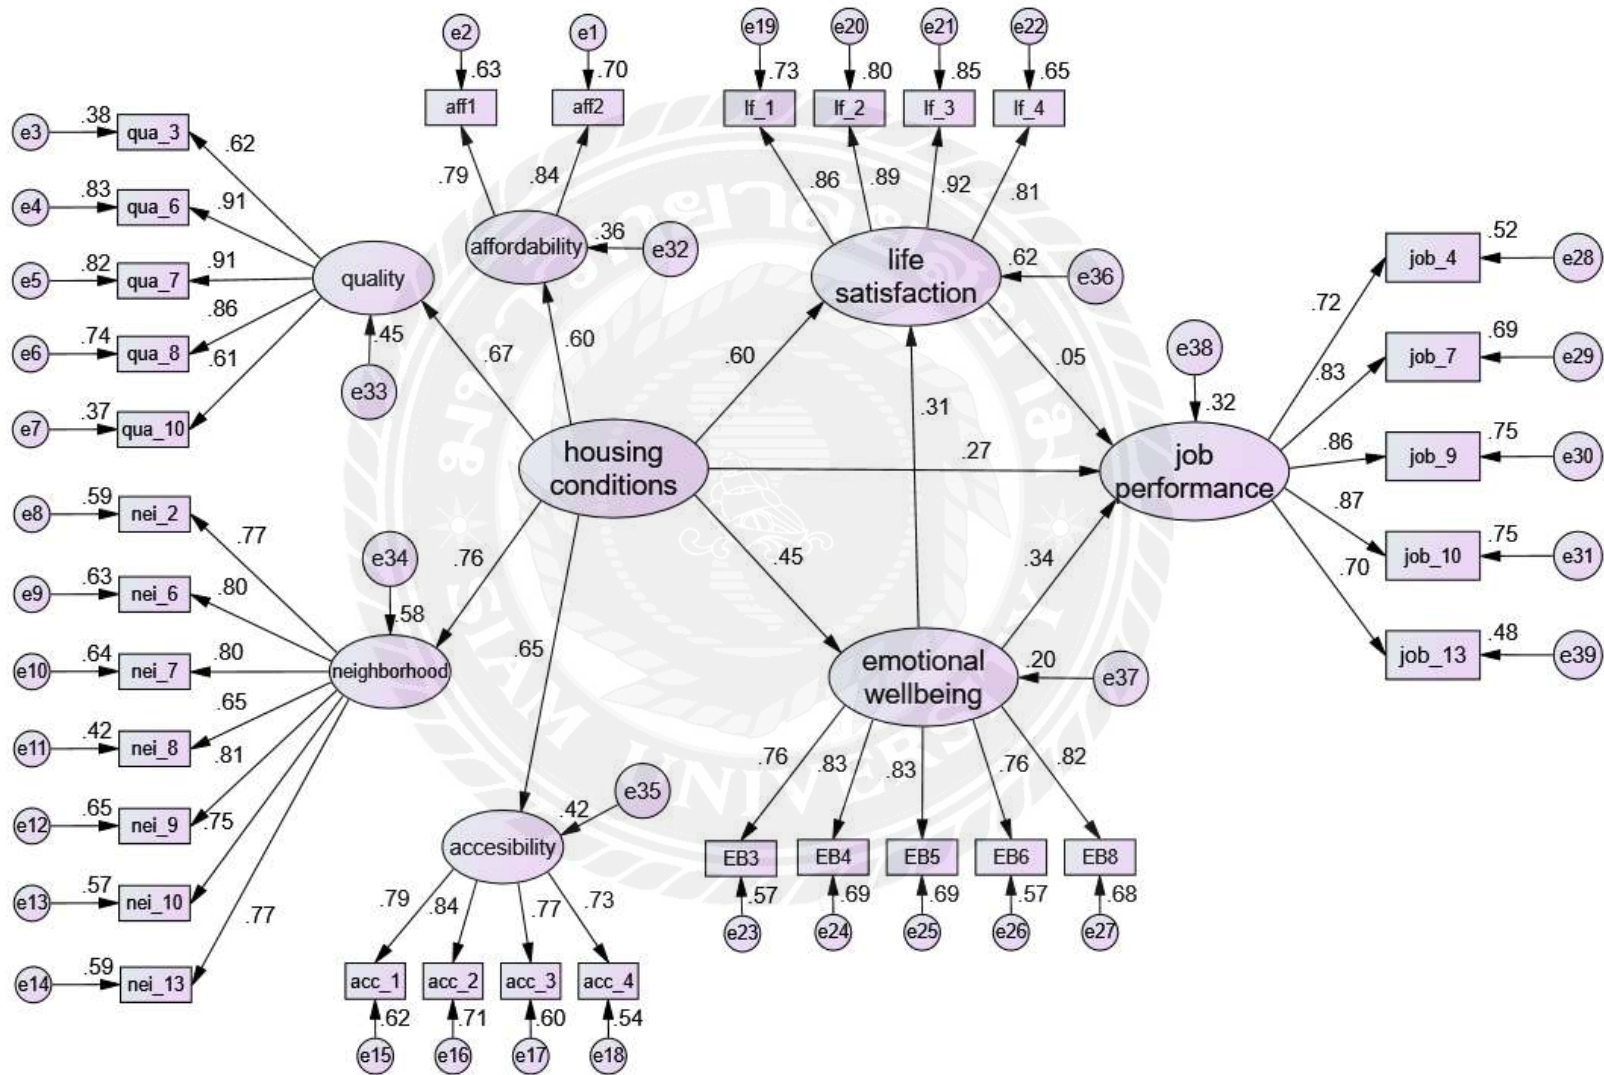 e2
e1
e19
e20
e21
e22
.63
.70
.73
.80
.85
.65
aff1
aff2
lf_1
lf_2
lf_3
lf_4
e3
.38
qua_3
.62
.79
.84
.86
.89
.92
.81
e4
.83
qua_6
.91
e5
.82
qua_7
.91
quality
affordability
.36
e32
life
satisfaction
.62
e36
.86
e6
.74
qua_8
.61
.45
e33
e7
.37
qua_10
.67
.60
.60
.05
.31
e38
.32
.72
job_4
.52
e28
.83
job_7
.69
e29
.86
job_9
.75
e30
.87
job_10
.75
e31
.70
job_13
.48
e39
housing
conditions
.27
job
performance
e8
.59
nei_2
.77
e9
.63
nei_6
.80
e34
.58
.76
.45
.34
e10
.64
nei_7
.80
neighborhood
.65
.65
e11
.42
nei_8
.81
e12
.65
nei_9
.75
e13
.57
nei_10
.77
e14
.59
nei_13
emotional
wellbeing
.20
e37
.76
.83
.83
.76
.82
EB3
EB4
EB5
EB6
EB8
.57
.69
.69
.57
.68
e23
e24
e25
e26
e27
.42
e35
accesibility
.79
.84
.77
.73
acc_1
acc_2
acc_3
acc_4
.62
.71
.60
.54
e15
e16
e17
e18
SIAM UNIVERSITY